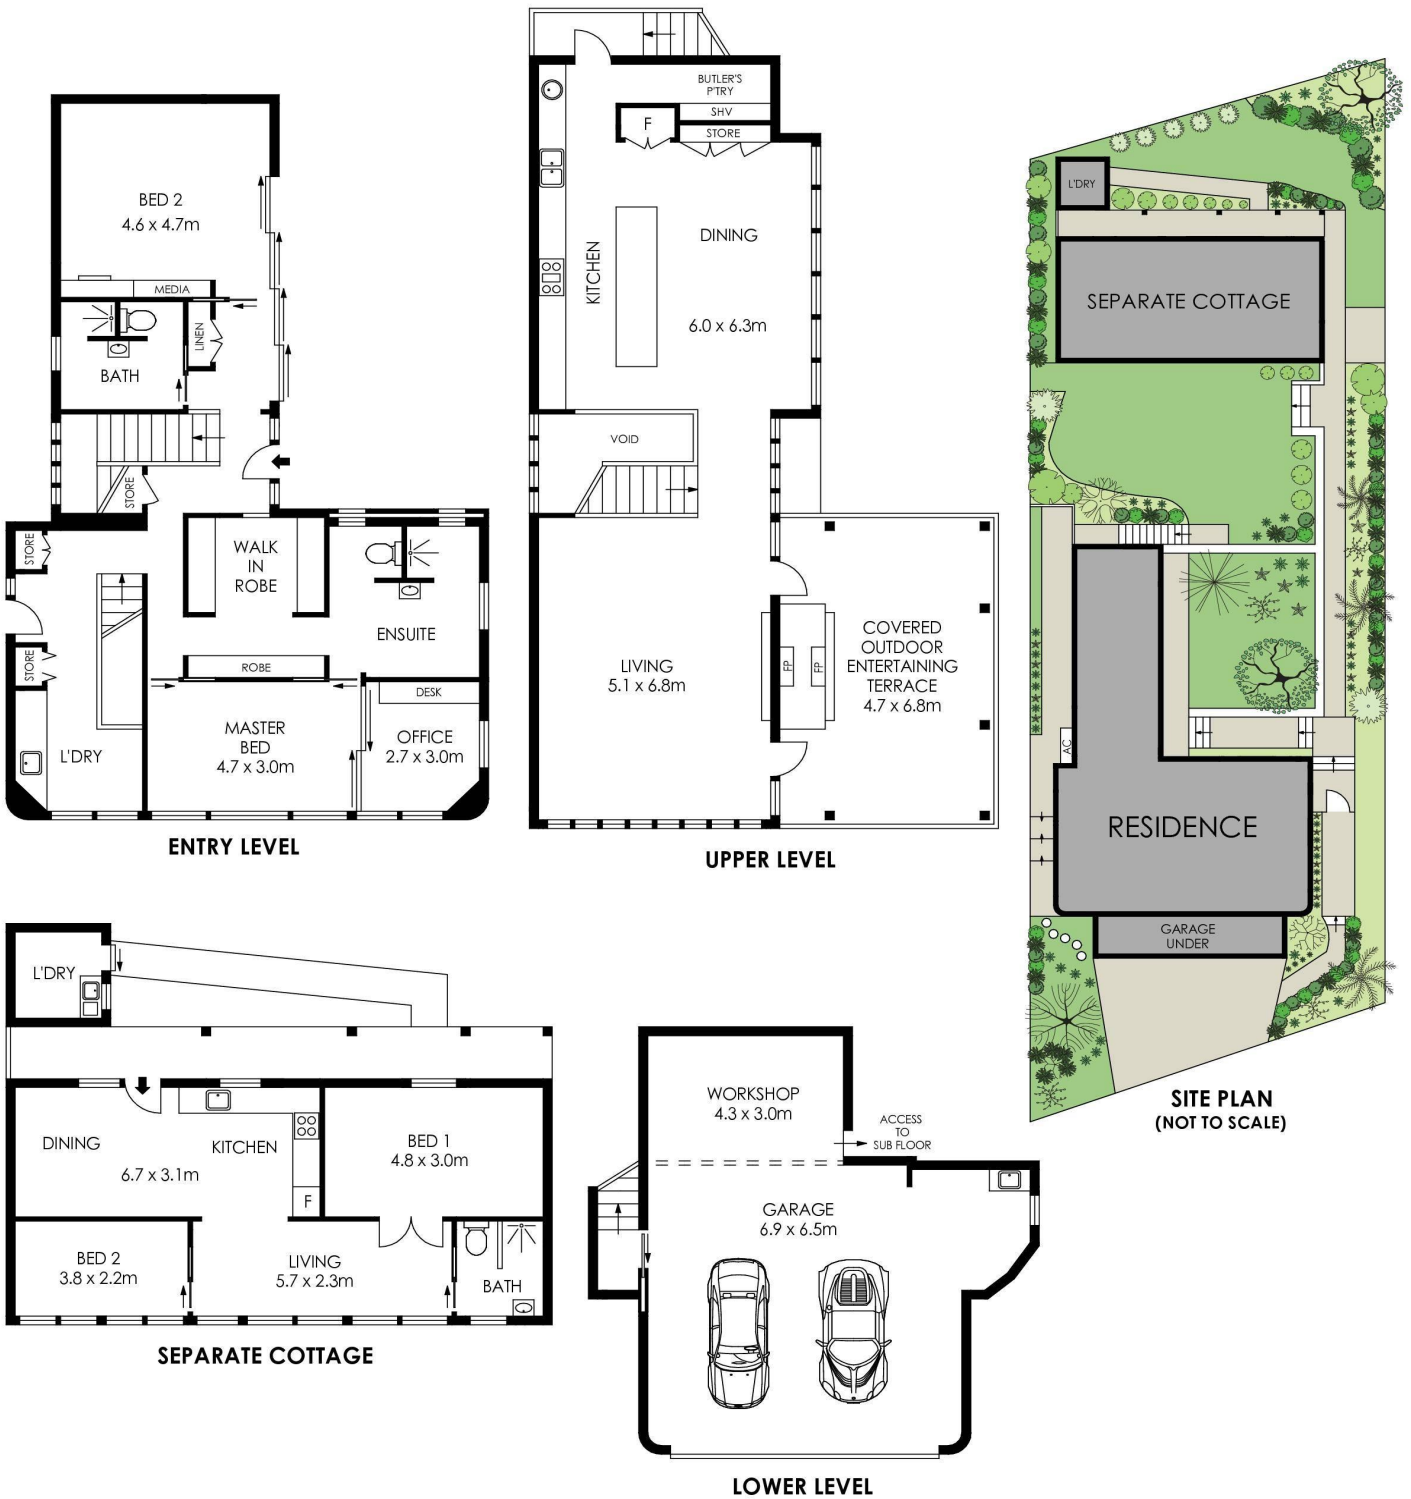 BED 2
4.6 x 4.7m
MEDIA
LINEN
BATH
STORE
STORE
WALK
IN
ROBE
ENSUITE
STORE
ROBE
DESK
L'DRY
MASTER
BED
4.7 x 3.0m
OFFICE
2.7 x 3.0m
ENTRY LEVEL
BUTLER'S
P'TRY
SHV
F
STORE
KITCHEN
DINING
6.0 x 6.3m
VOID
LIVING
5.1 x 6.8m
FP
FP
COVERED
OUTDOOR
ENTERTAINING
TERRACE
4.7 x 6.8m
UPPER LEVEL
L'DRY
SEPARATE COTTAGE
AC
RESIDENCE
GARAGE
UNDER
SITE PLAN
(NOT TO SCALE)
L'DRY
DINING
KITCHEN
6.7 x 3.1m
F
BED 1
4.8 x 3.0m
BED 2
3.8 x 2.2m
LIVING
5.7 x 2.3m
BATH
SEPARATE COTTAGE
WORKSHOP
4.3 x 3.0m
ACCESS
TO
SUB FLOOR
GARAGE
6.9 x 6.5m
LOWER LEVEL